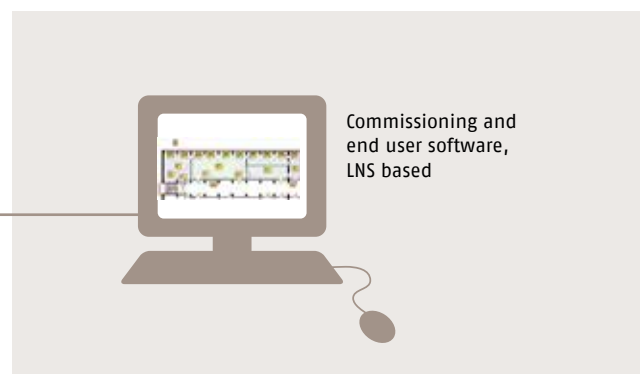 Commissioning and
end user software,
LNS based